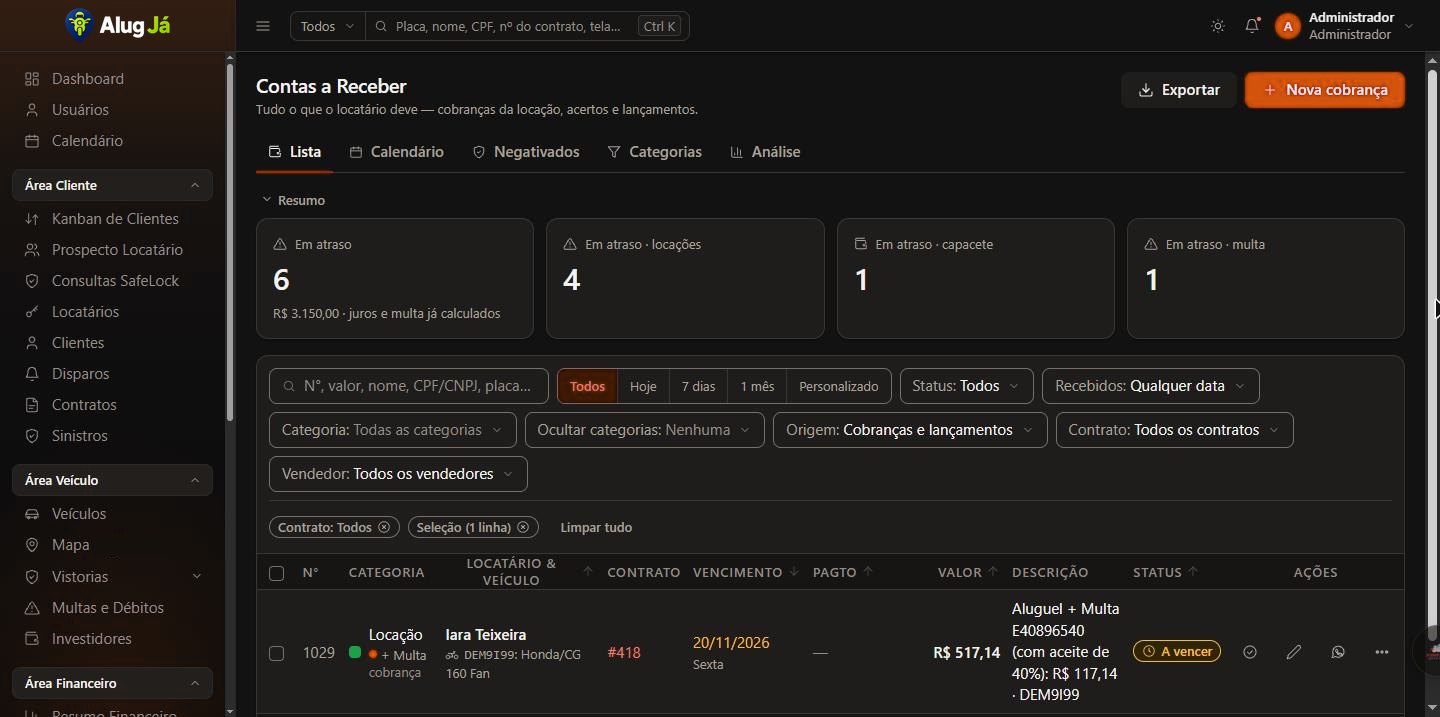 AlugJá
Todos
Placa, nome, CPF, nº do contrato, tela...
Ctrl K
A
Administrador
Administrador
Dashboard
Usuários
Calendário
Área Cliente
Kanban de Clientes
Prospecto Locatário
Consultas SafeLock
Locatários
Clientes
Disparos
Contratos
Sinistros
Área Veículo
Veículos
Mapa
Vistorias
Multas e Débitos
Investidores
Área Financeiro
Resumo Financeiro
Contas a Receber
Tudo o que o locatário deve — cobranças da locação, acertos e lançamentos.
Exportar
+ Nova cobrança
Lista
Calendário
Negativados
Categorias
Análise
Resumo
Em atraso
6
R$ 3.150,00 · juros e multa já calculados
Em atraso · locações
4
Em atraso · capacete
1
Em atraso · multa
1
N°, valor, nome, CPF/CNPJ, placa...
Todos
Hoje
7 dias
1 mês
Personalizado
Status: Todos
Recebidos: Qualquer data
Categoria: Todas as categorias
Ocultar categorias: Nenhuma
Origem: Cobranças e lançamentos
Contrato: Todos os contratos
Vendedor: Todos os vendedores
Contrato: Todos
Seleção (1 linha)
Limpar tudo
N°
CATEGORIA
LOCATÁRIO &
VEÍCULO
CONTRATO
VENCIMENTO
PAGTO
VALOR
DESCRIÇÃO
STATUS
AÇÕES
1029
Locação
+ Multa
cobrança
Iara Teixeira
DEM9I99: Honda/CG
160 Fan
#418
20/11/2026
Sexta
—
R$ 517,14
Aluguel + Multa
E40896540
(com aceite de
40%): R$ 117,14
· DEM9I99
A vencer